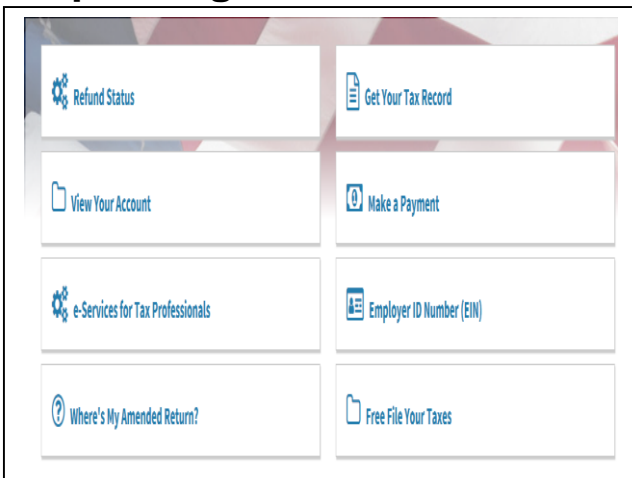 Refund Status
Get Your Tax Record
View Your Account
Make a Payment
e-Services for Tax Professionals
Employer ID Number (EIN)
Where's My Amended Return?
Free File Your Taxes